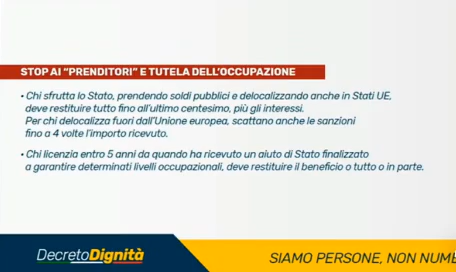 STOP AI “PRENDITORI” E TUTELA DELL’OCCUPAZIONE
• Chi sfrutta lo Stato, prendendo soldi pubblici e delocalizzando anche in Stati UE,
deve restituire tutto fino all’ultimo centesimo, più gli interessi.
Per chi delocalizza fuori dall’Unione europea, scattano anche le sanzioni
fino a 4 volte l’importo ricevuto.
• Chi licenzia entro 5 anni da quando ha ricevuto un aiuto di Stato finalizzato
a garantire determinati livelli occupazionali, deve restituire il beneficio o tutto o in parte.
DecretoDignità
SIAMO PERSONE, NON NUME